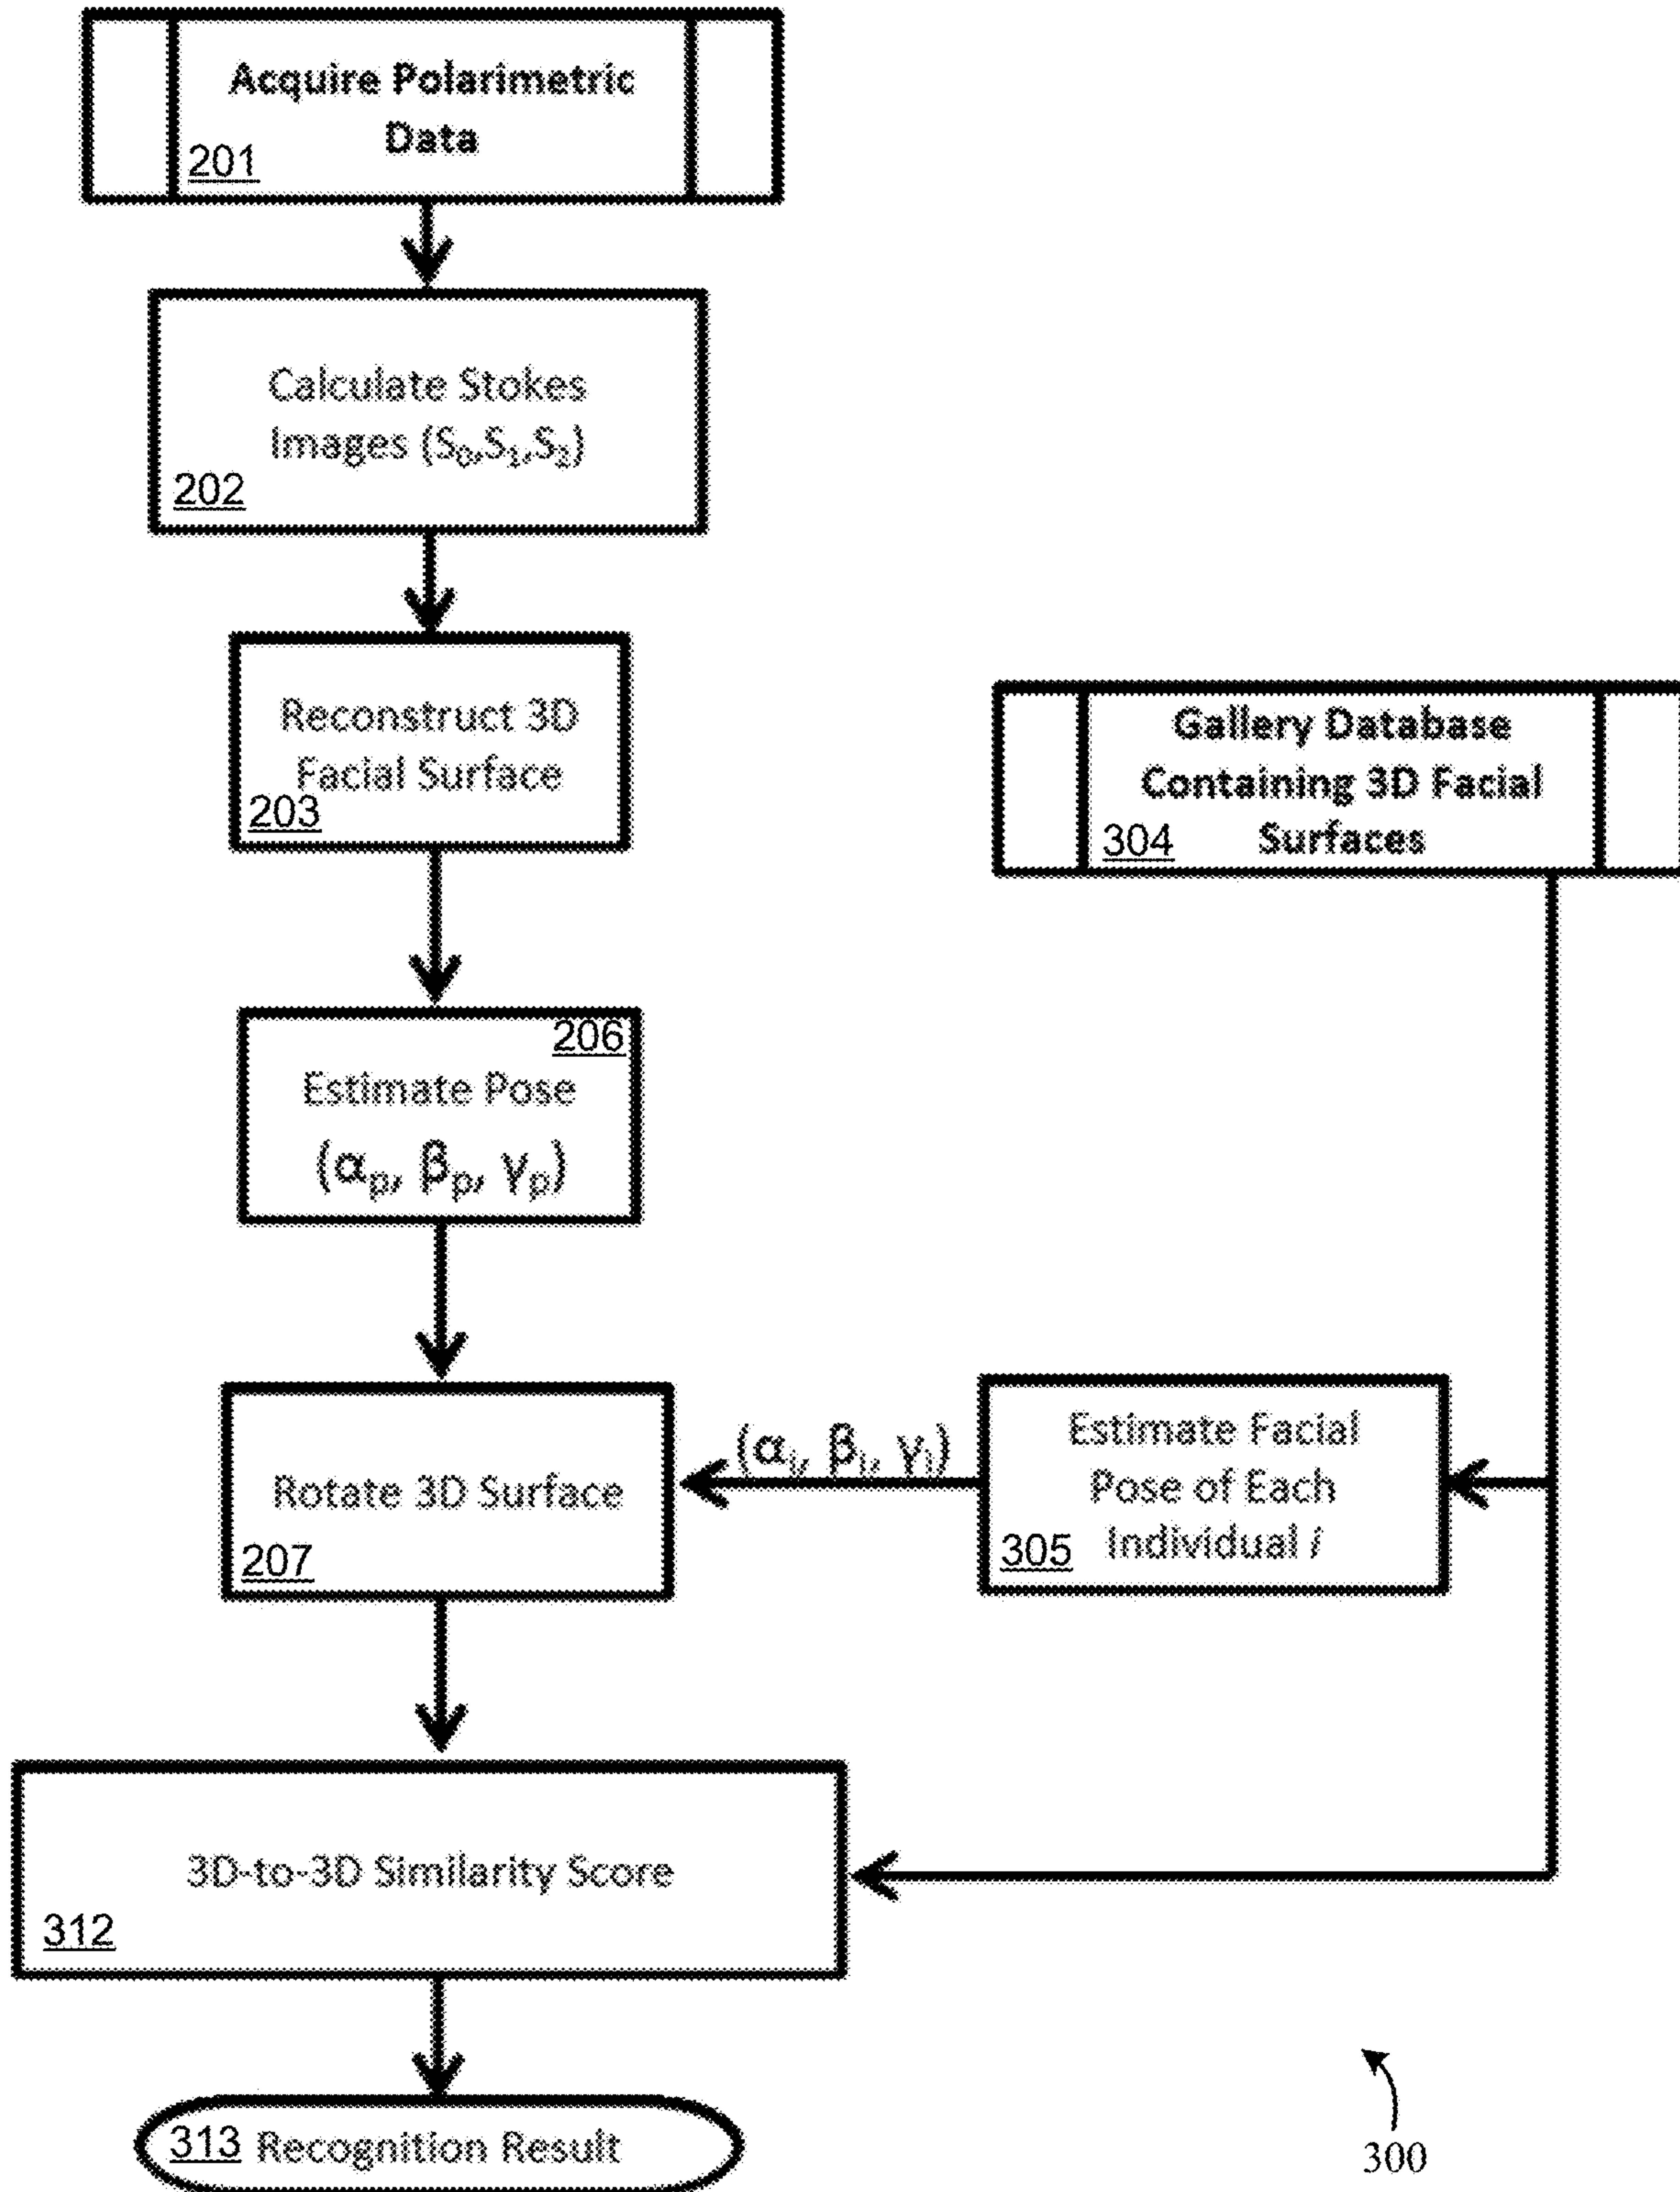 Acquire Polarimetric
Data
201
Calculate Stokes
Images (S₀,S₁,S₂)
202
Reconstruct 3D
Facial Surface
203
Gallery Database
Containing 3D Facial
Surfaces
304
206
Estimate Pose
(αₚ, βₚ, γₚ)
Rotate 3D Surface
207
(αᵢ, βᵢ, γᵢ)
Estimate Facial
Pose of Each
Individual i
305
3D-to-3D Similarity Score
312
313 Recognition Result
300